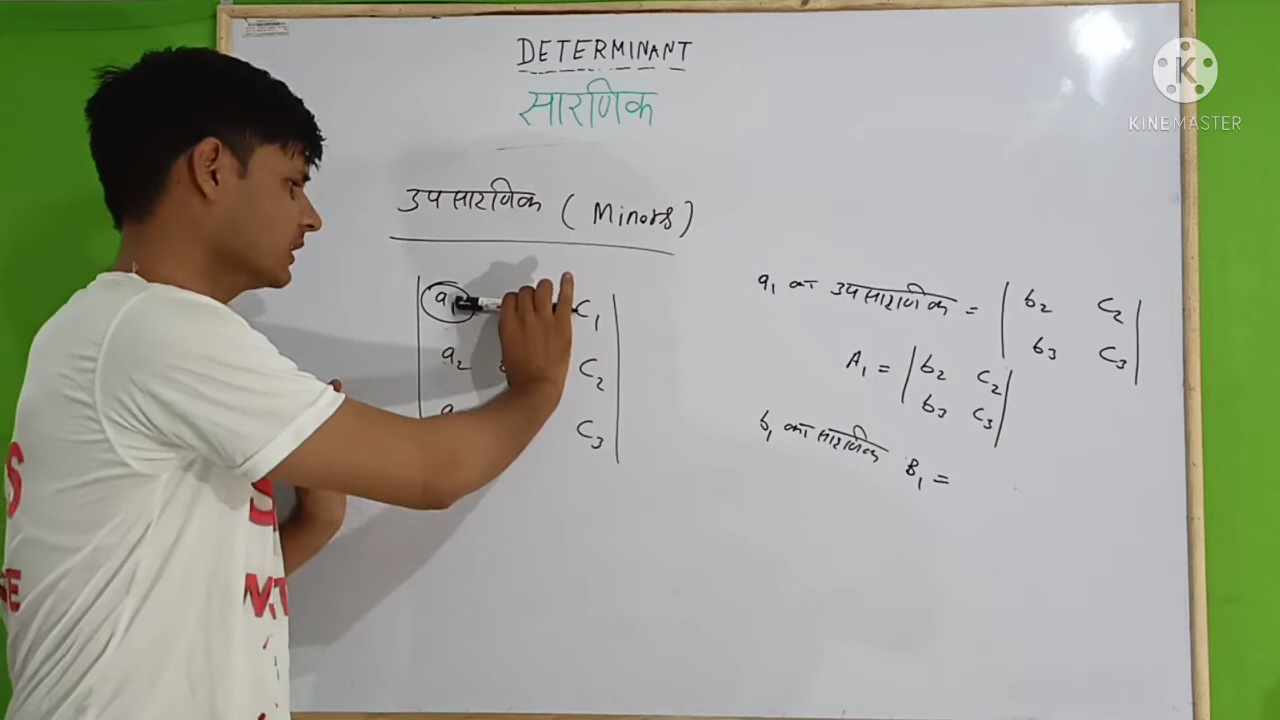 DETERMINANT
सारणिक
उपसारणिक ( Minors )
a₁ C₁
a₂ C₂
a C₃
a₁ का उपसारणिक = | b₂ C₂ |
| b₃ C₃ |
A₁ = | b₂ C₂ |
| b₃ C₃ |
b₁ का सारणिक B₁ =
K
KINEMASTER